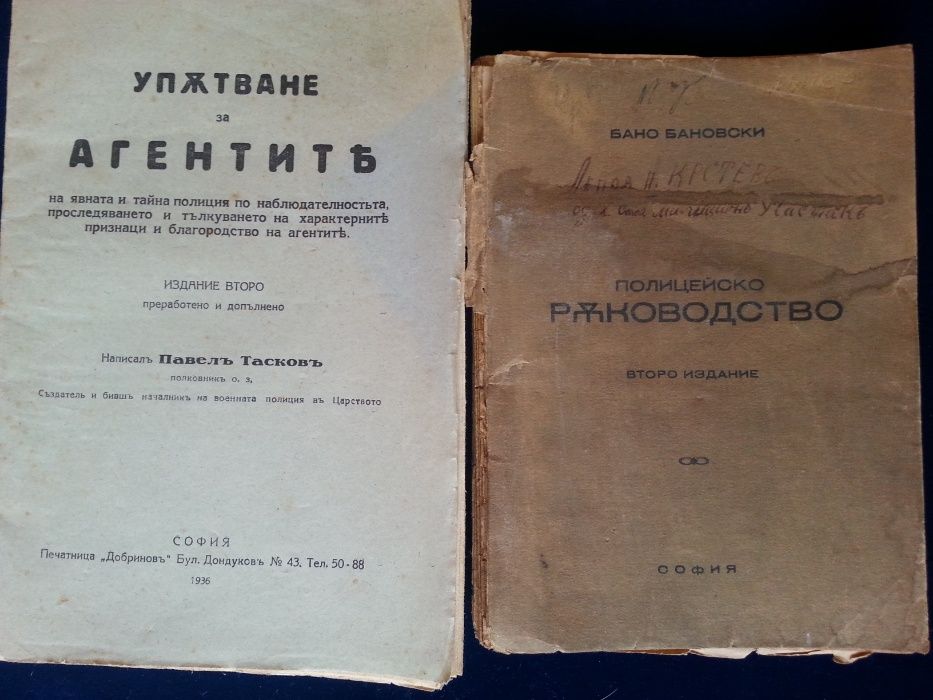 УПѪТВАНЕ
за
АГЕНТИТѢ
на явната и тайна полиция по наблюдателностьта,
проследяването и тълкуването на характернитѣ
признаци и благородство на агентитѣ.
ИЗДАНИЕ ВТОРО
преработено и допълнено
Написалъ Павелъ Тасковъ
полковникъ о. з,
Създатель и бившъ началникъ на военната полиция въ Царството
СОФИЯ
Печатница „Добриновъ" Бул. Дондуковъ № 43. Тел. 50-88
1936
БАНО БАНОВСКИ
Н. КРСТЕВЪ
Участѫкъ
ПОЛИЦЕЙСКО
РѪКОВОДСТВО
ВТОРО ИЗДАНИЕ
СОФИЯ